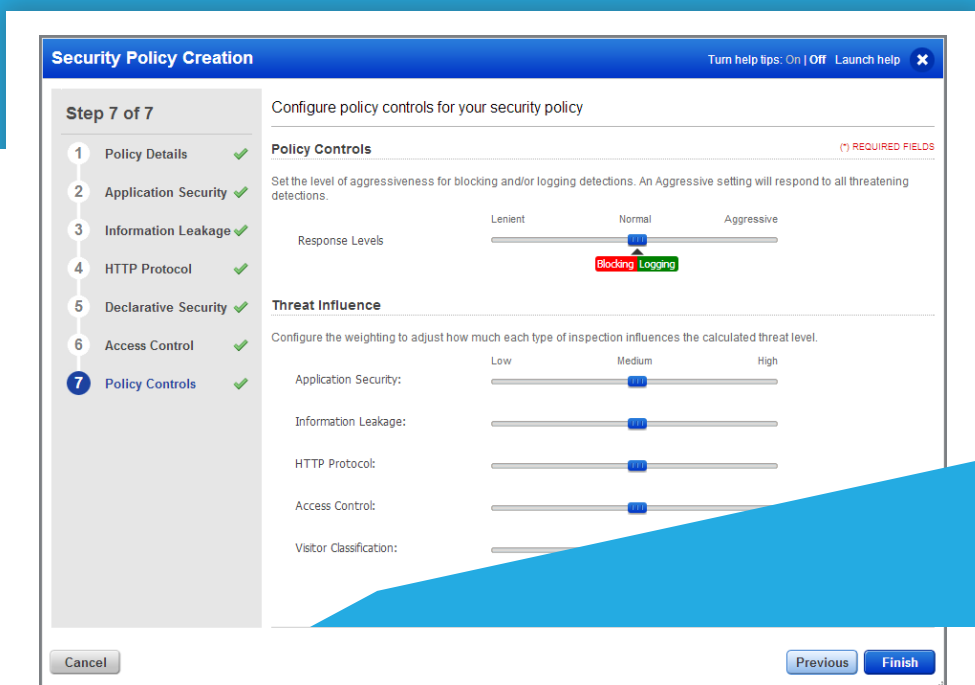 Security Policy Creation
Turn help tips: On | Off Launch help
Step 7 of 7
1 Policy Details
2 Application Security
3 Information Leakage
4 HTTP Protocol
5 Declarative Security
6 Access Control
7 Policy Controls
Configure policy controls for your security policy
Policy Controls
(*) REQUIRED FIELDS
Set the level of aggressiveness for blocking and/or logging detections. An Aggressive setting will respond to all threatening
detections.
Lenient Normal Aggressive
Response Levels
Blocking Logging
Threat Influence
Configure the weighting to adjust how much each type of inspection influences the calculated threat level.
Low Medium High
Application Security:
Information Leakage:
HTTP Protocol:
Access Control:
Visitor Classification:
Cancel
Previous
Finish